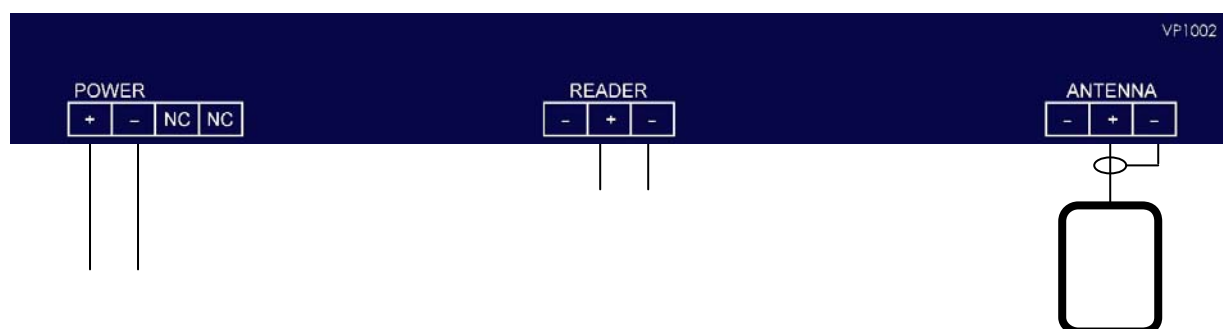 VP1002
POWER READER ANTENNA
+ – NC NC - + - - + -